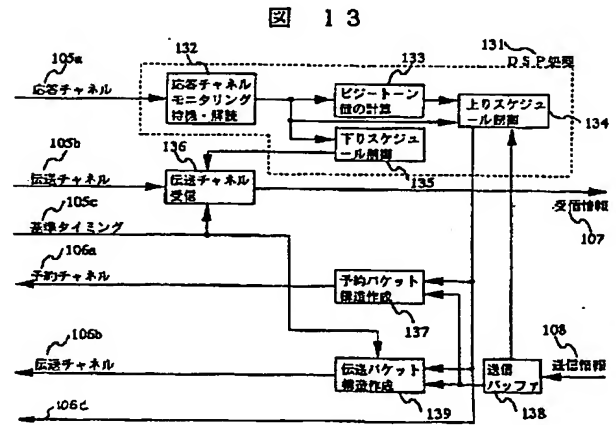 図 13
131
DSP処理
105a
応答チャネル
132
応答チャネル
モニタリング
待機・解読
133
ビジートーン
値の計算
上りスケジュ
ール制御
134
下りスケジュ
ール制御
135
105b
伝送チャネル
136
伝送チャネル
受信
受信情報
107
105c
基準タイミング
106a
予約チャネル
予約パケット
構造作成
137
106b
伝送チャネル
伝送パケット
構造作成
139
送信
バッファ
138
108
送信情報
106c